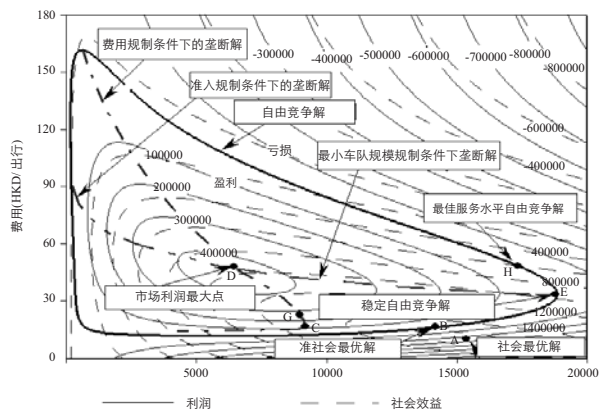 180
150
120
90
60
30
0
费用(HKD/ 出行)
费用规制条件下的垄断解
准入规制条件下的垄断解
自由竞争解
亏损
盈利
最小车队规模规制条件下垄断解
最佳服务水平自由竞争解
-300000
-400000
-500000
-600000
-700000
-800000
-800000
-600000
-400000
100000
200000
300000
400000
400000
800000
1200000
1400000
D
H
E
G
C
B
A
市场利润最大点
稳定自由竞争解
准社会最优解
社会最优解
5000
10000
15000
20000
利润
社会效益